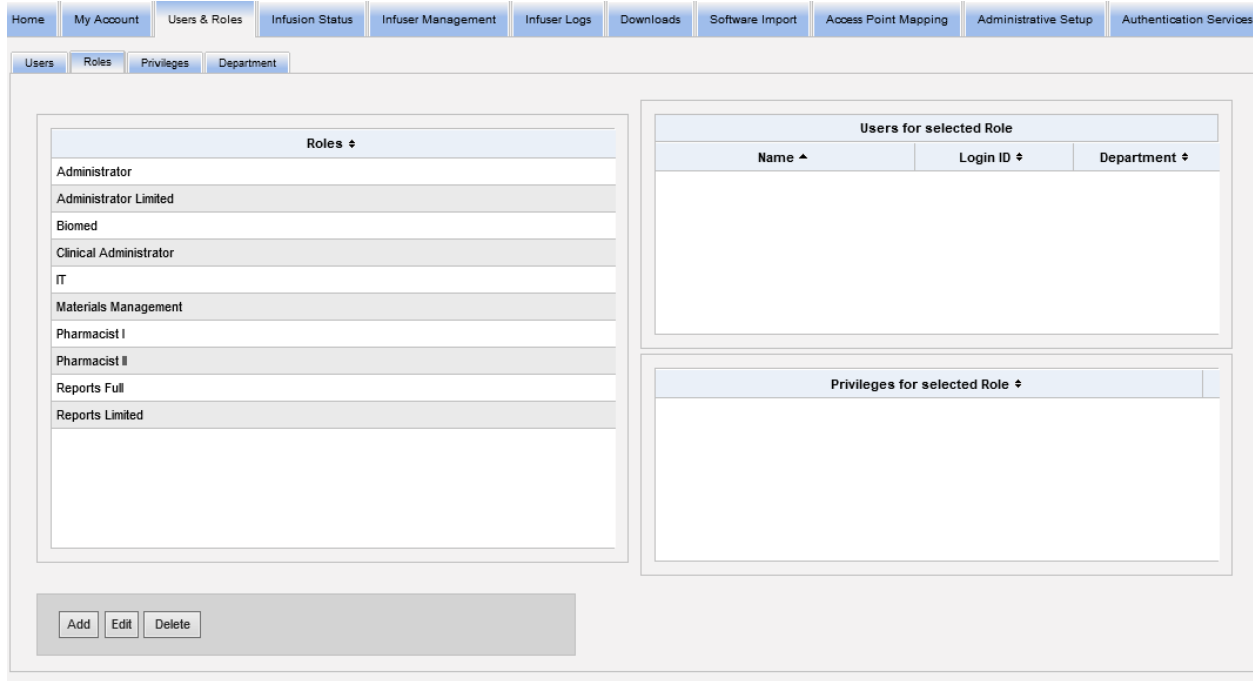 Home My Account Users & Roles Infusion Status Infuser Management Infuser Logs Downloads Software Import Access Point Mapping Administrative Setup Authentication Services
Users Roles Privileges Department
Roles
Administrator
Administrator Limited
Biomed
Clinical Administrator
IT
Materials Management
Pharmacist I
Pharmacist II
Reports Full
Reports Limited
Users for selected Role
Name Login ID Department
Privileges for selected Role
Add Edit Delete